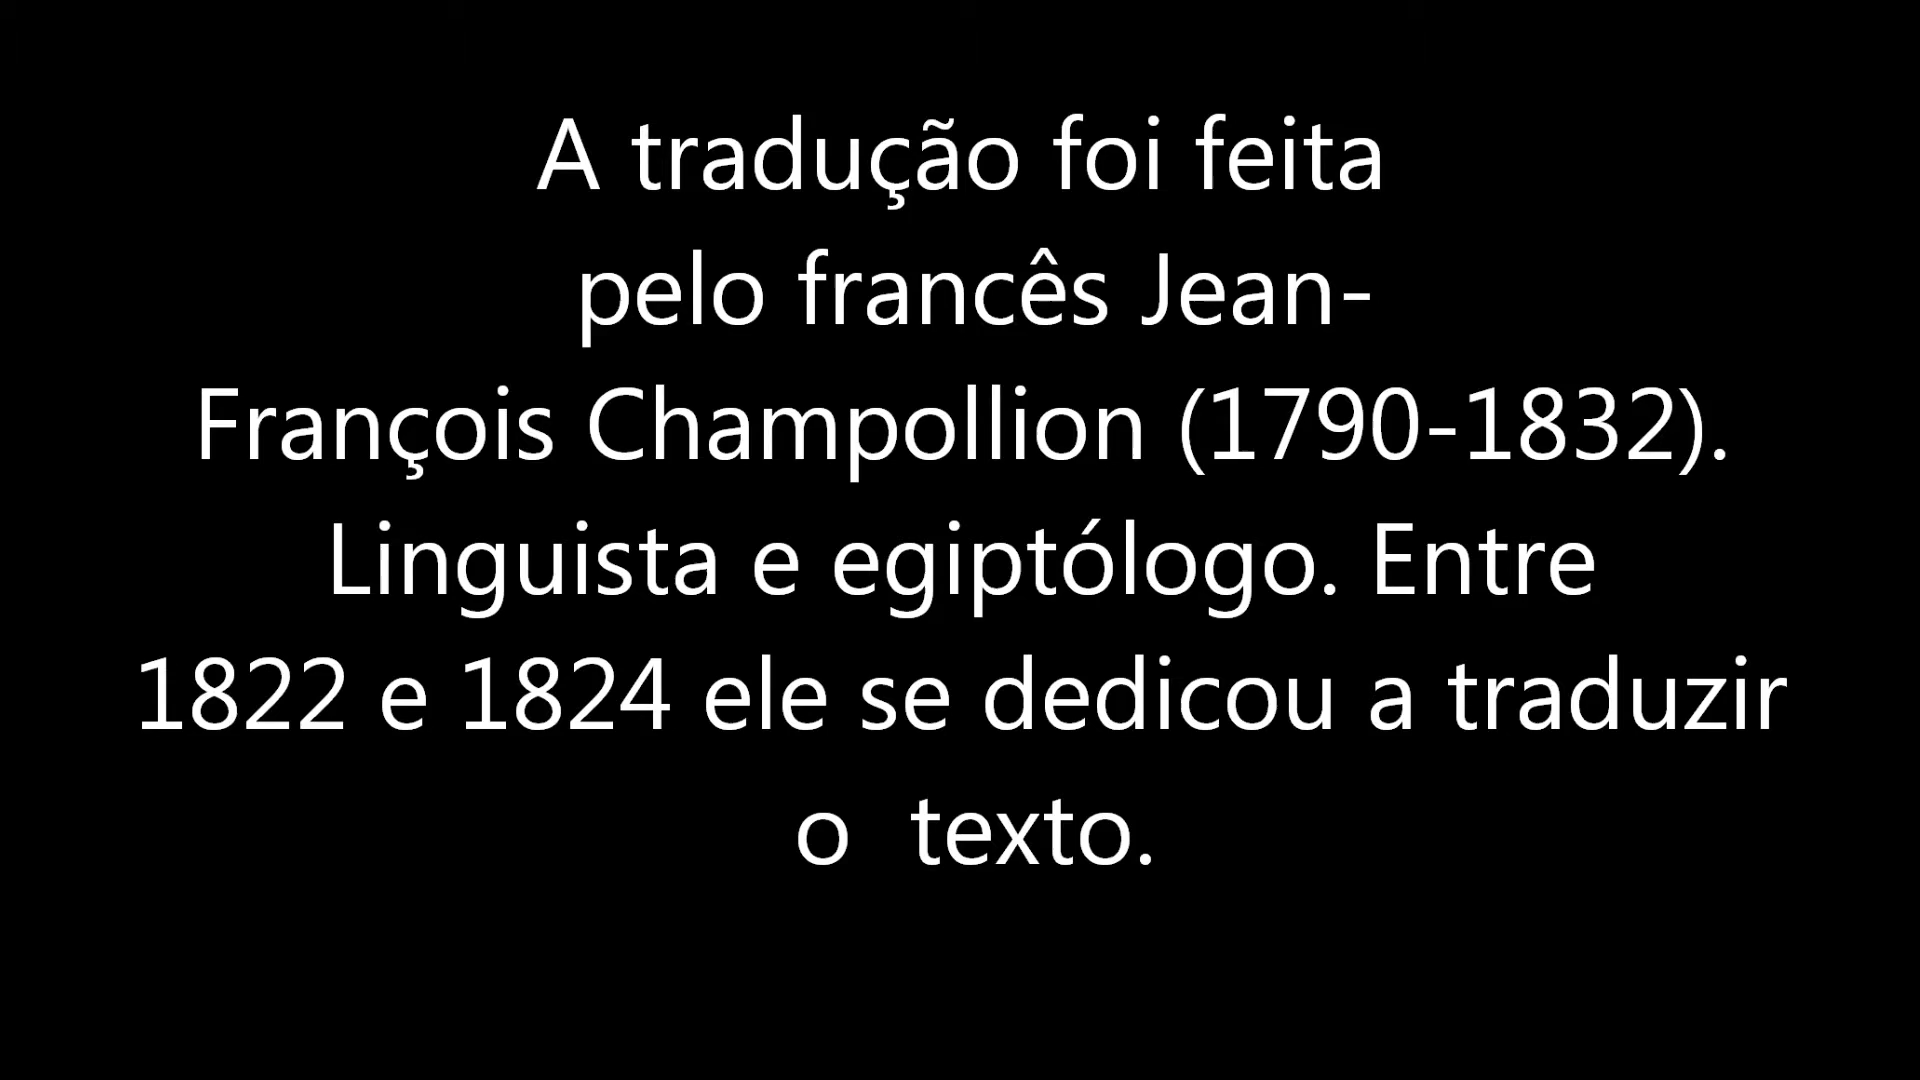 A tradução foi feita
pelo francês Jean-
François Champollion (1790-1832).
Linguista e egiptólogo. Entre
1822 e 1824 ele se dedicou a traduzir
o  texto.